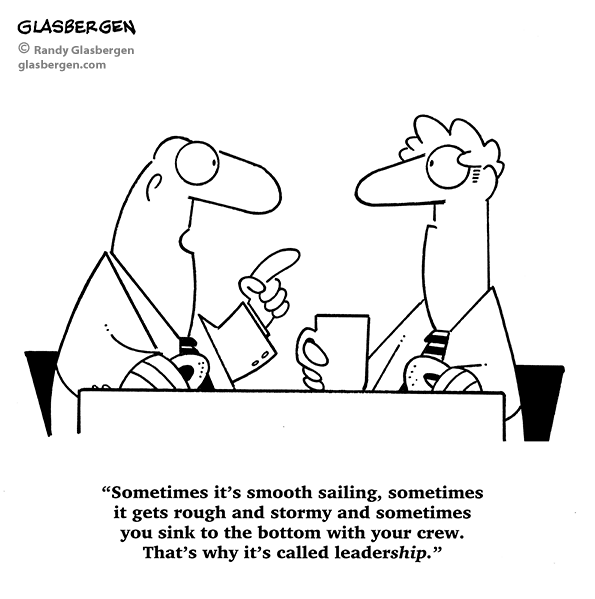 GLASBERGEN
© Randy Glasbergen
glasbergen.com
“Sometimes it’s smooth sailing, sometimes
it gets rough and stormy and sometimes
you sink to the bottom with your crew.
That’s why it’s called leadership.”